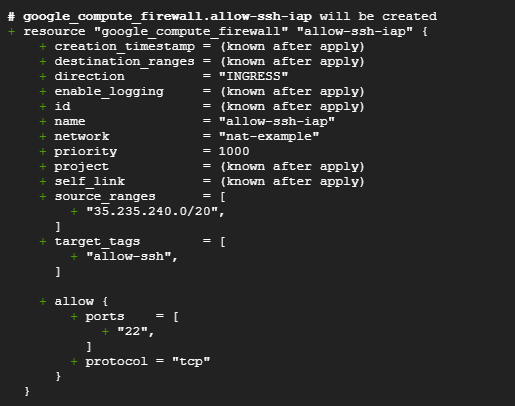 # google_compute_firewall.allow-ssh-iap will be created
+ resource "google_compute_firewall" "allow-ssh-iap" {
    + creation_timestamp = (known after apply)
    + destination_ranges = (known after apply)
    + direction          = "INGRESS"
    + enable_logging     = (known after apply)
    + id                 = (known after apply)
    + name               = "allow-ssh-iap"
    + network            = "nat-example"
    + priority           = 1000
    + project            = (known after apply)
    + self_link          = (known after apply)
    + source_ranges      = [
        + "35.235.240.0/20",
      ]
    + target_tags        = [
        + "allow-ssh",
      ]

    + allow {
        + ports    = [
            + "22",
          ]
        + protocol = "tcp"
      }
  }